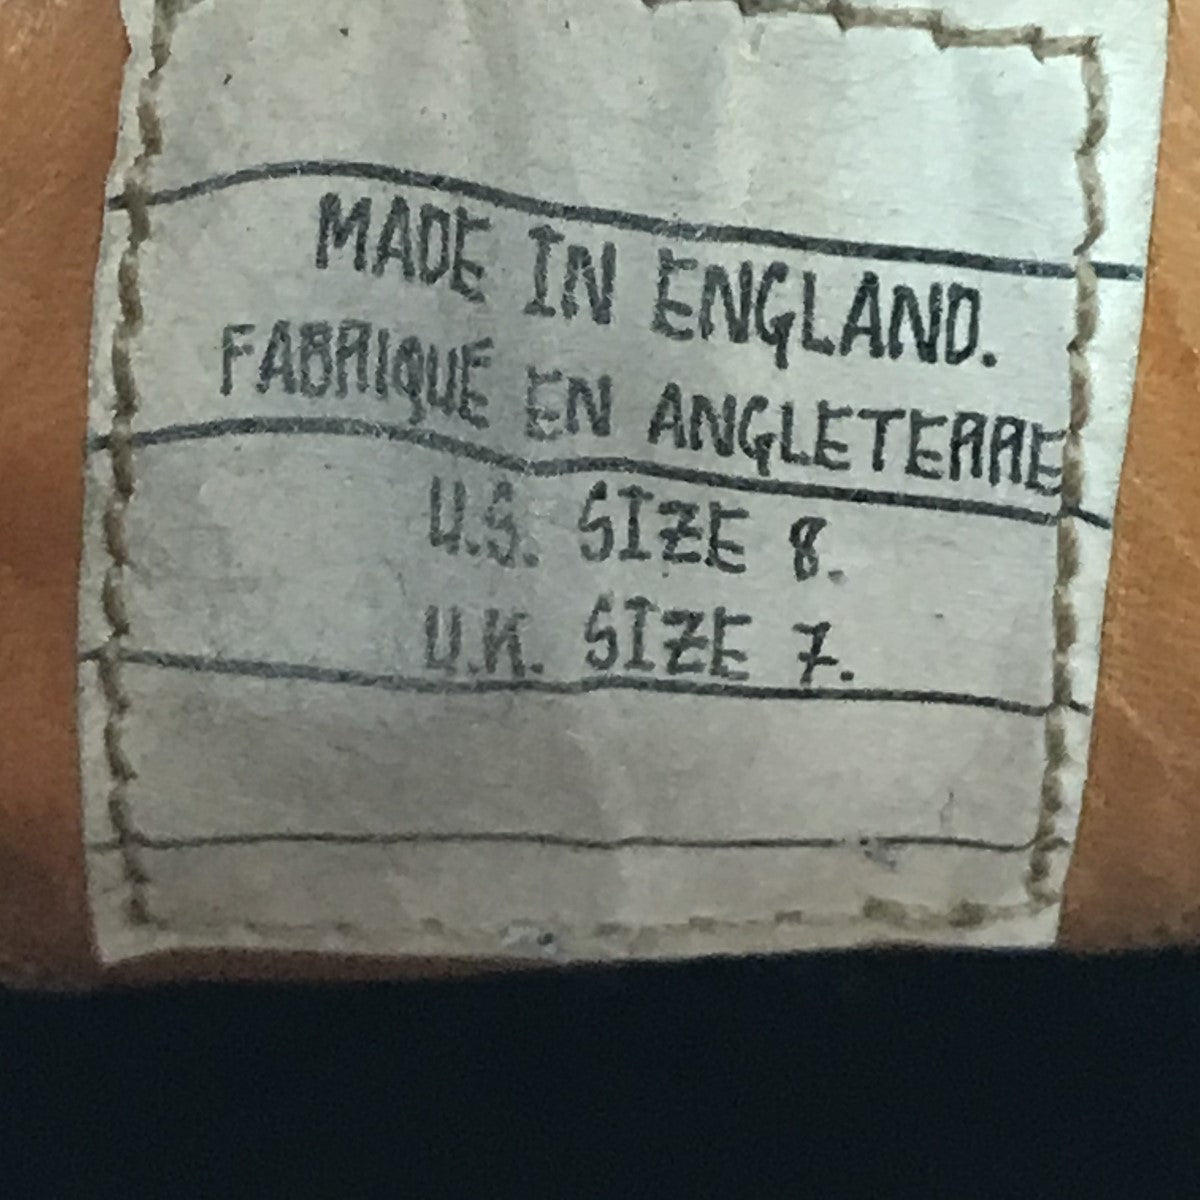 MADE IN ENGLAND.
FABRIQUE EN ANGLETERRE
U.S. SIZE 8.
U.K. SIZE 7.